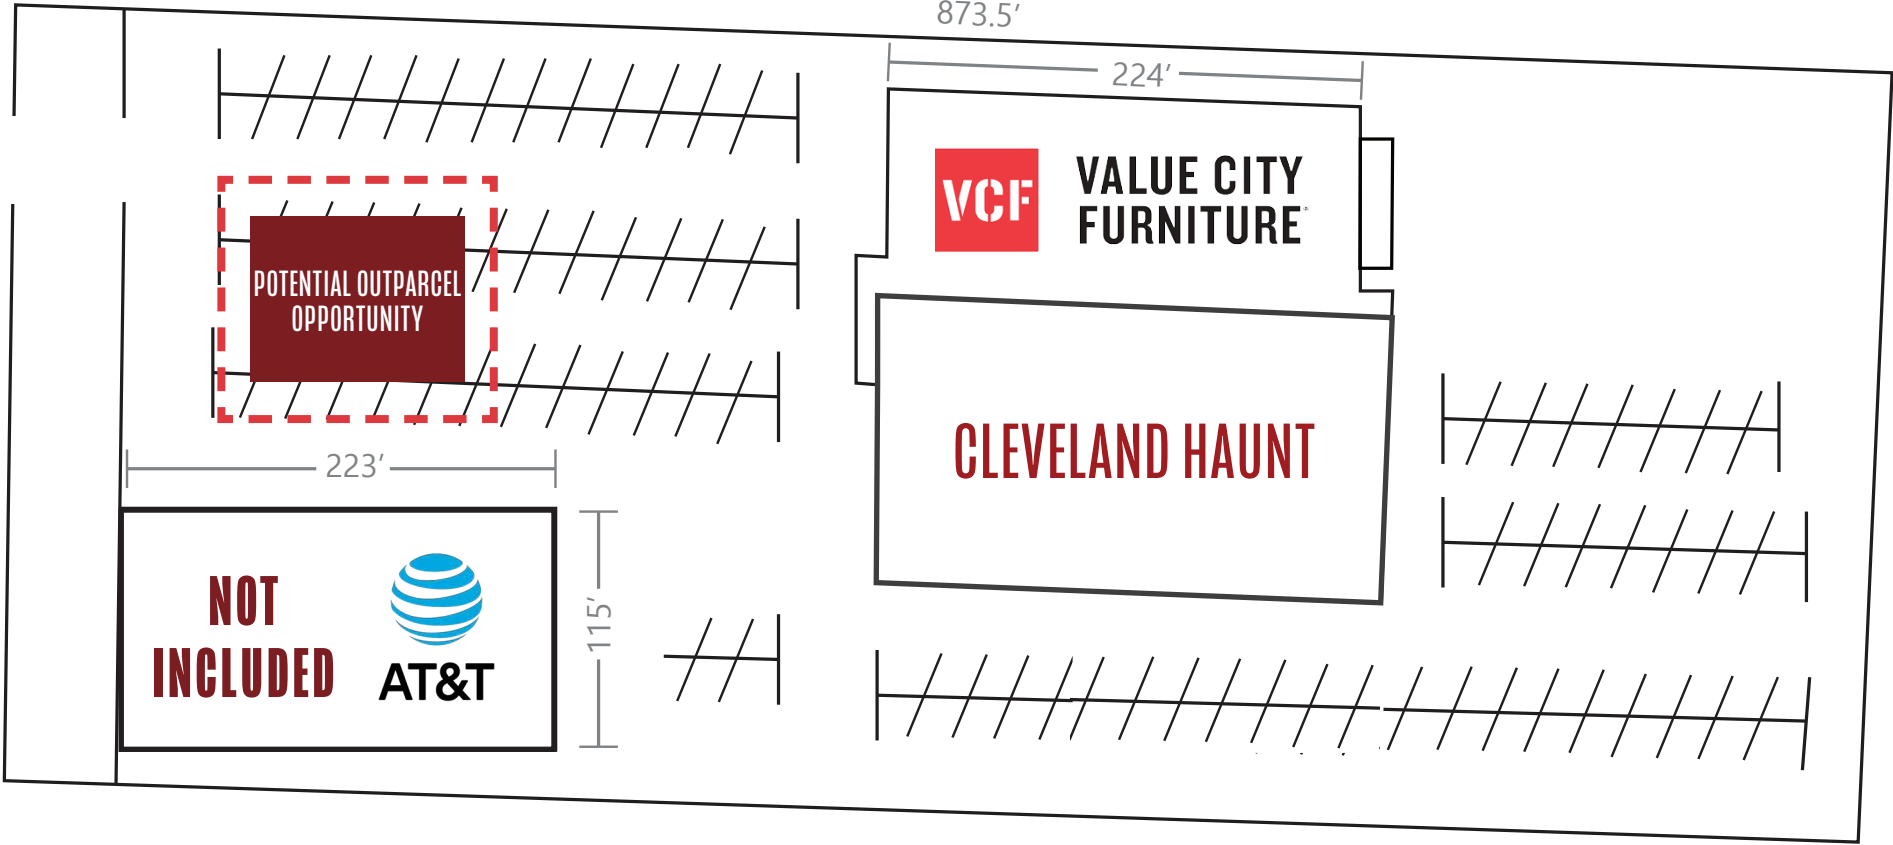 873.5'
224'
VCF
VALUE CITY
FURNITURE
POTENTIAL OUTPARCEL
OPPORTUNITY
CLEVELAND HAUNT
223'
115'
NOT
INCLUDED
AT&T